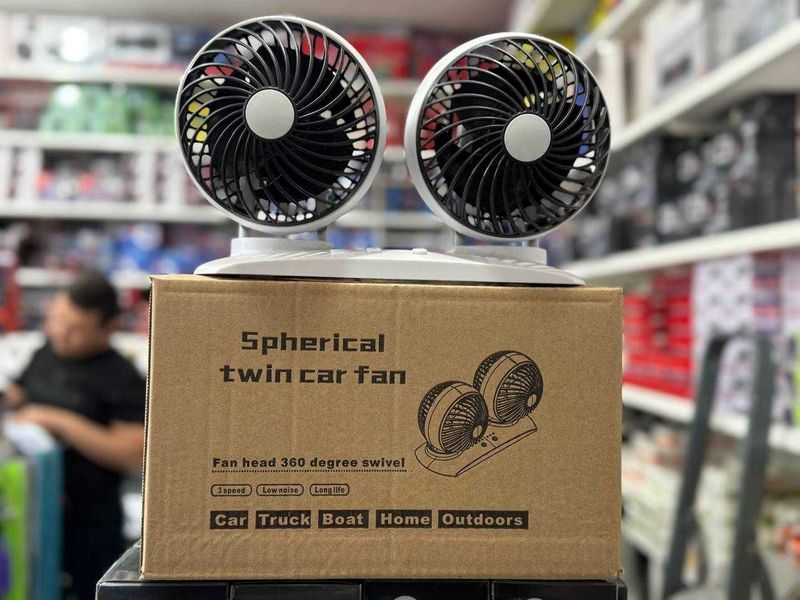 Spherical
twin car fan
Fan head 360 degree swivel
3 speed Low noise Long life
Car Truck Boat Home Outdoors